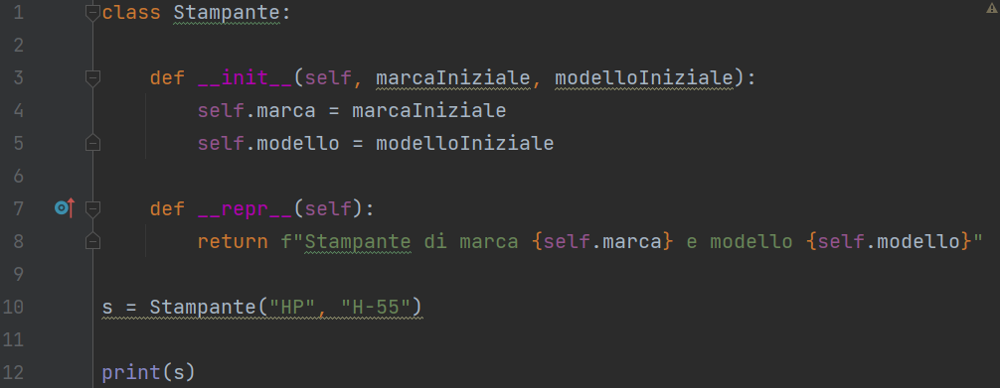 1 class Stampante:
2
3     def __init__(self, marcaIniziale, modelloIniziale):
4         self.marca = marcaIniziale
5         self.modello = modelloIniziale
6
7     def __repr__(self):
8         return f"Stampante di marca {self.marca} e modello {self.modello}"
9
10 s = Stampante("HP", "H-55")
11
12 print(s)